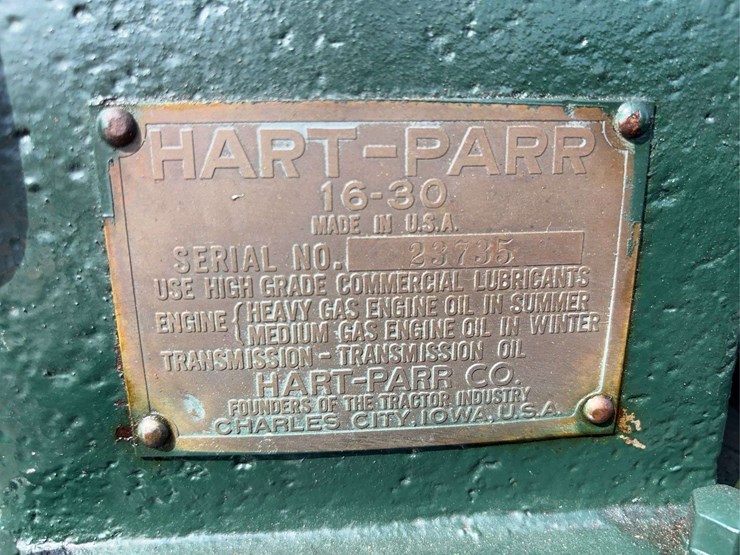 HART-PARR
16-30
MADE IN U.S.A.
SERIAL NO. 23735
USE HIGH GRADE COMMERCIAL LUBRICANTS
ENGINE { HEAVY GAS ENGINE OIL IN SUMMER
MEDIUM GAS ENGINE OIL IN WINTER
TRANSMISSION - TRANSMISSION OIL
HART-PARR CO.
FOUNDERS OF THE TRACTOR INDUSTRY
CHARLES CITY, IOWA, U.S.A.